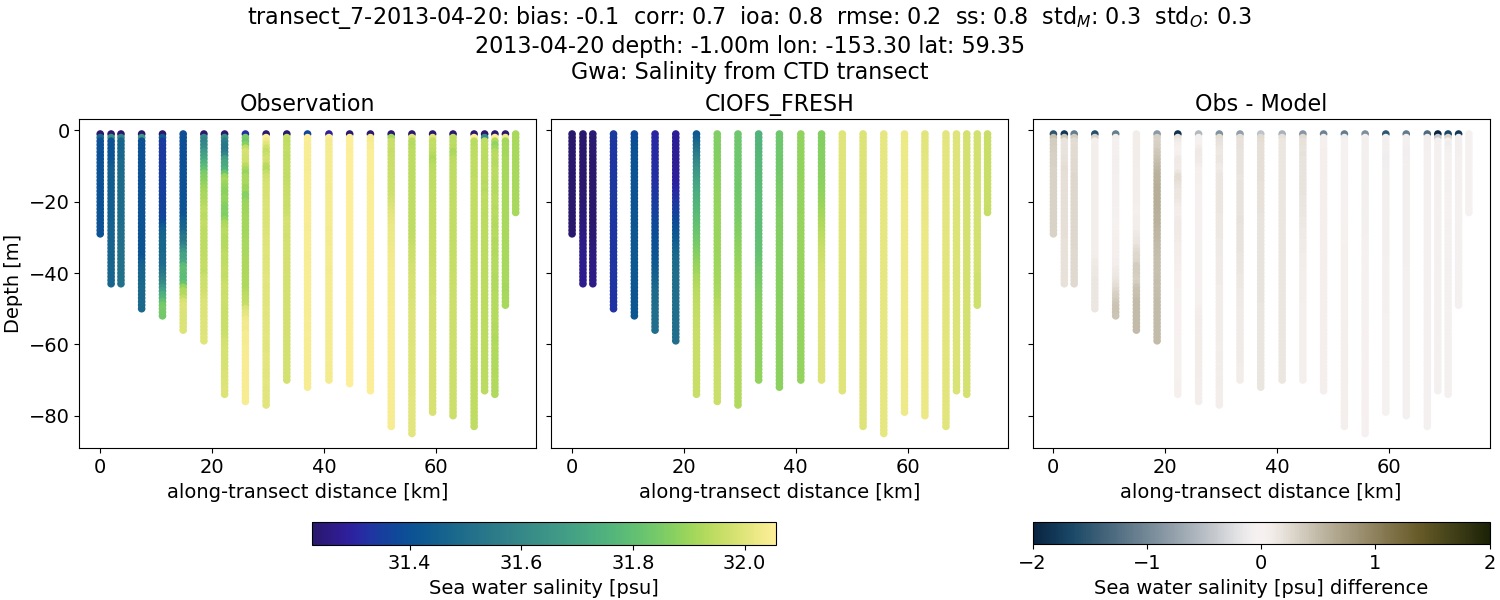 transect_7-2013-04-20: bias: -0.1  corr: 0.7  ioa: 0.8  rmse: 0.2  ss: 0.8  std_M: 0.3  std_O: 0.3
2013-04-20 depth: -1.00m lon: -153.30 lat: 59.35
Gwa: Salinity from CTD transect
Observation
CIOFS_FRESH
Obs - Model
Depth [m]
0
−20
−40
−60
−80
0 20 40 60
0 20 40 60
0 20 40 60
along-transect distance [km]
along-transect distance [km]
along-transect distance [km]
31.4 31.6 31.8 32.0
Sea water salinity [psu]
−2 −1 0 1 2
Sea water salinity [psu] difference